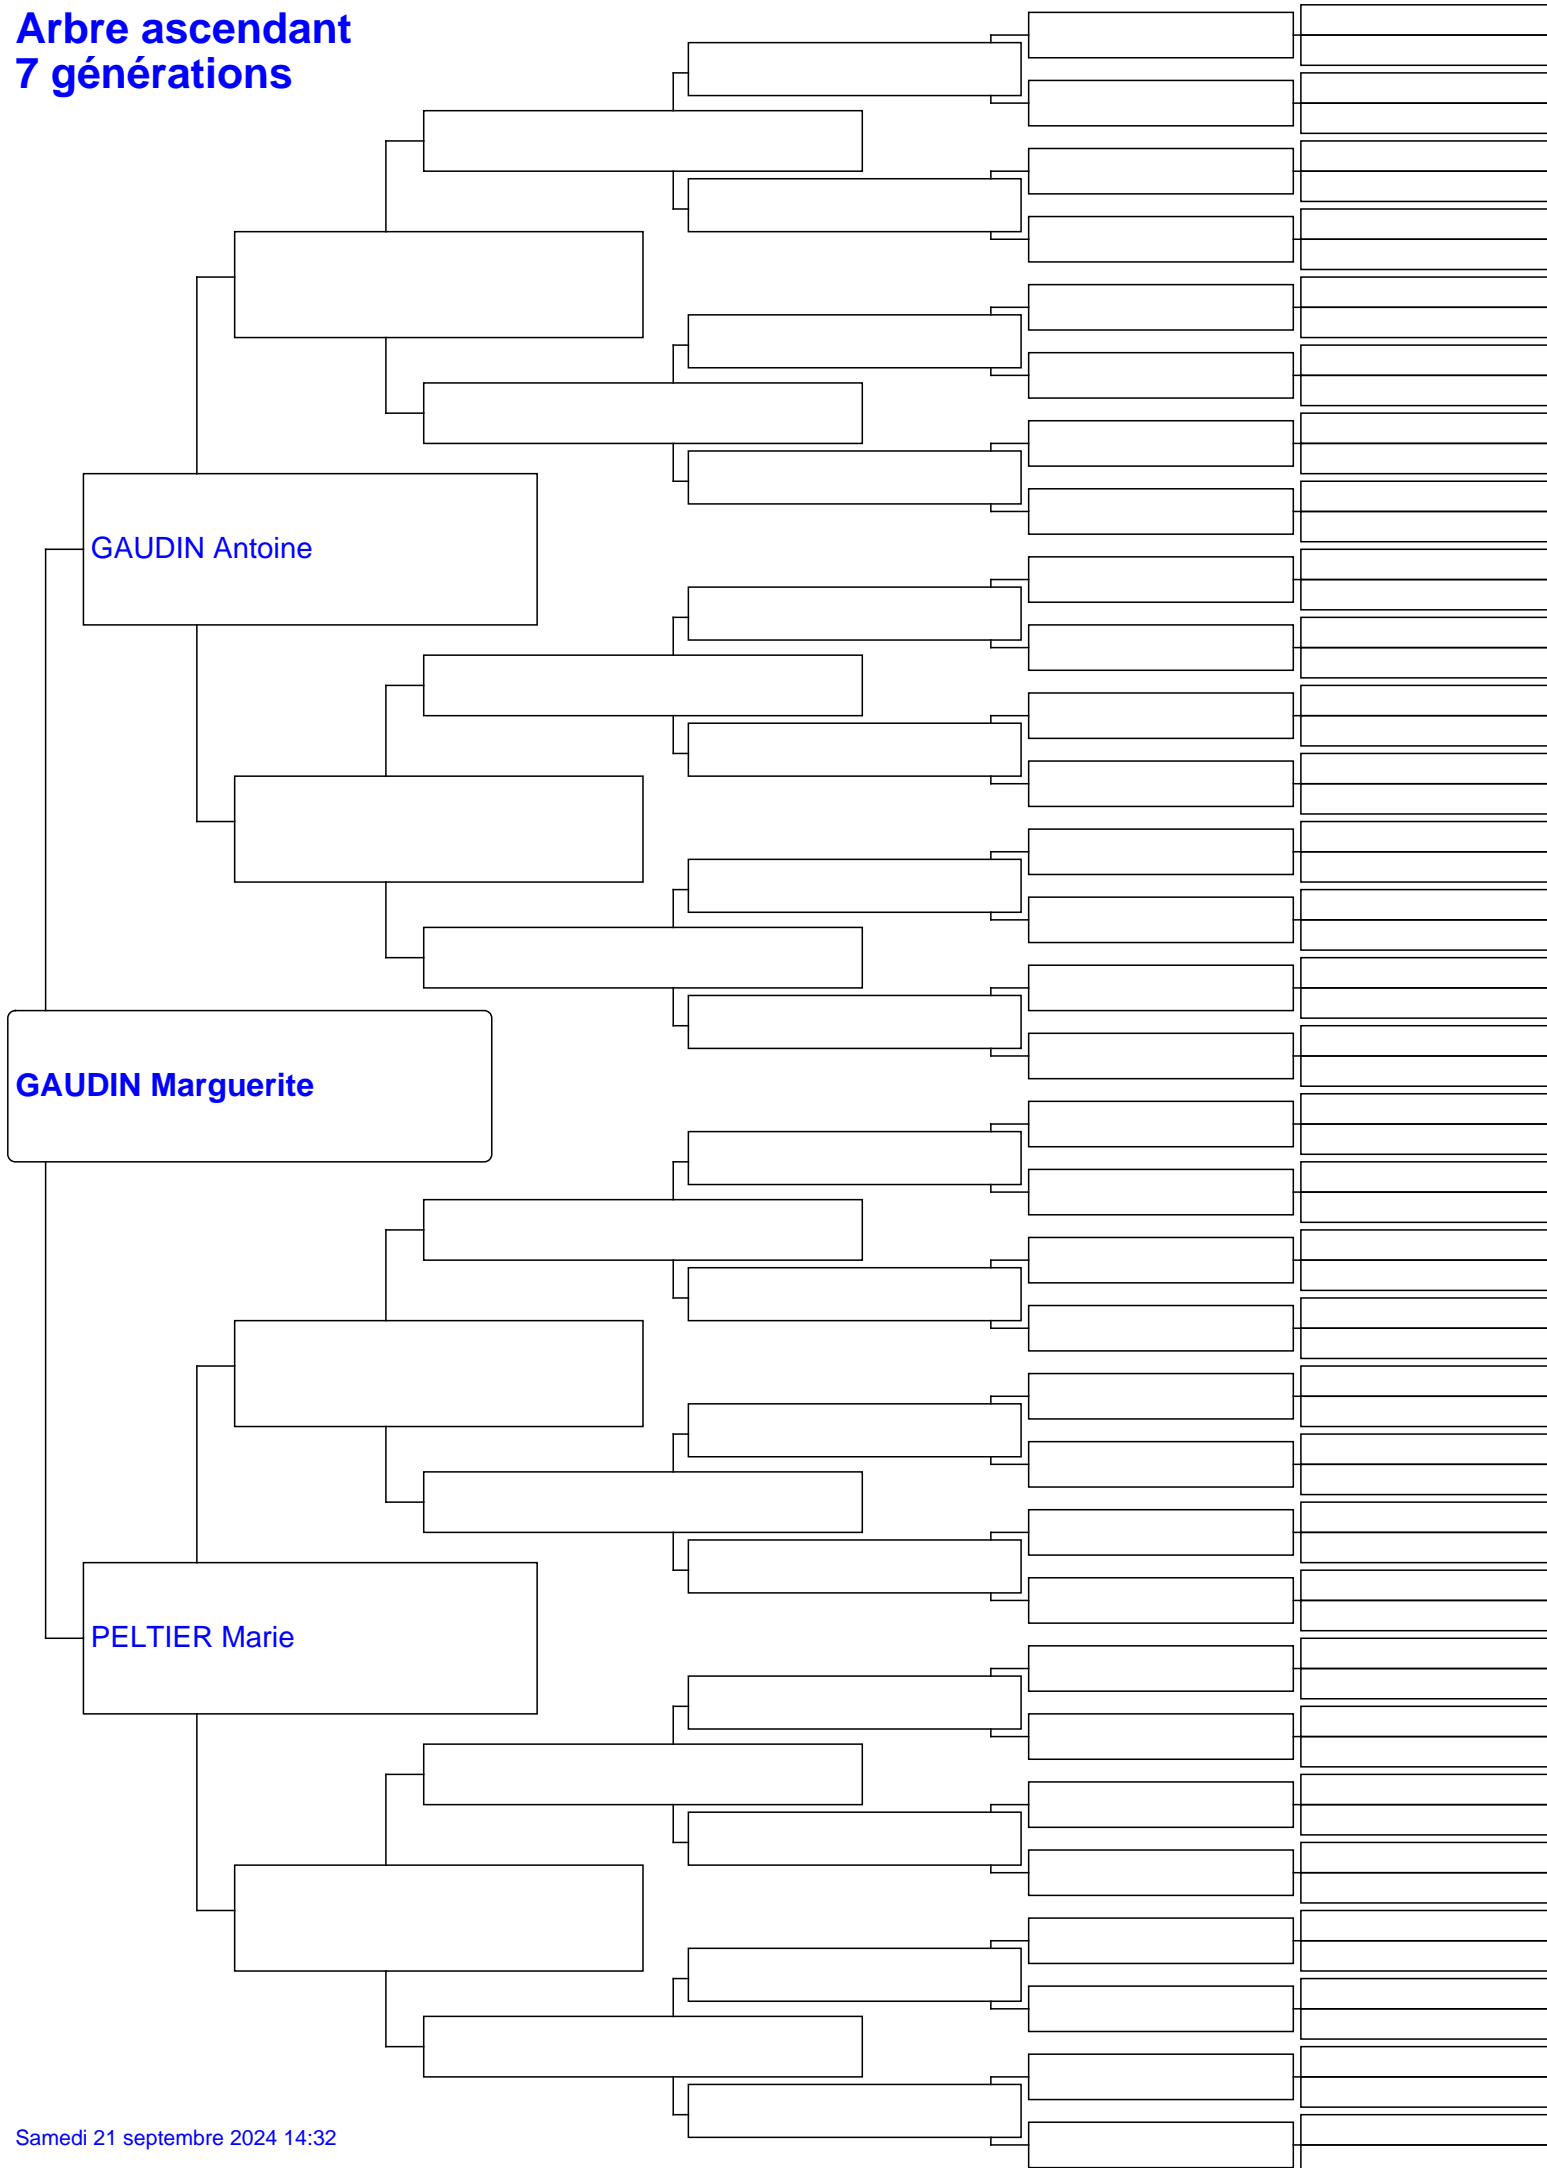 Arbre ascendant
7 générations
GAUDIN Antoine
GAUDIN Marguerite
PELTIER Marie
Samedi 21 septembre 2024 14:32